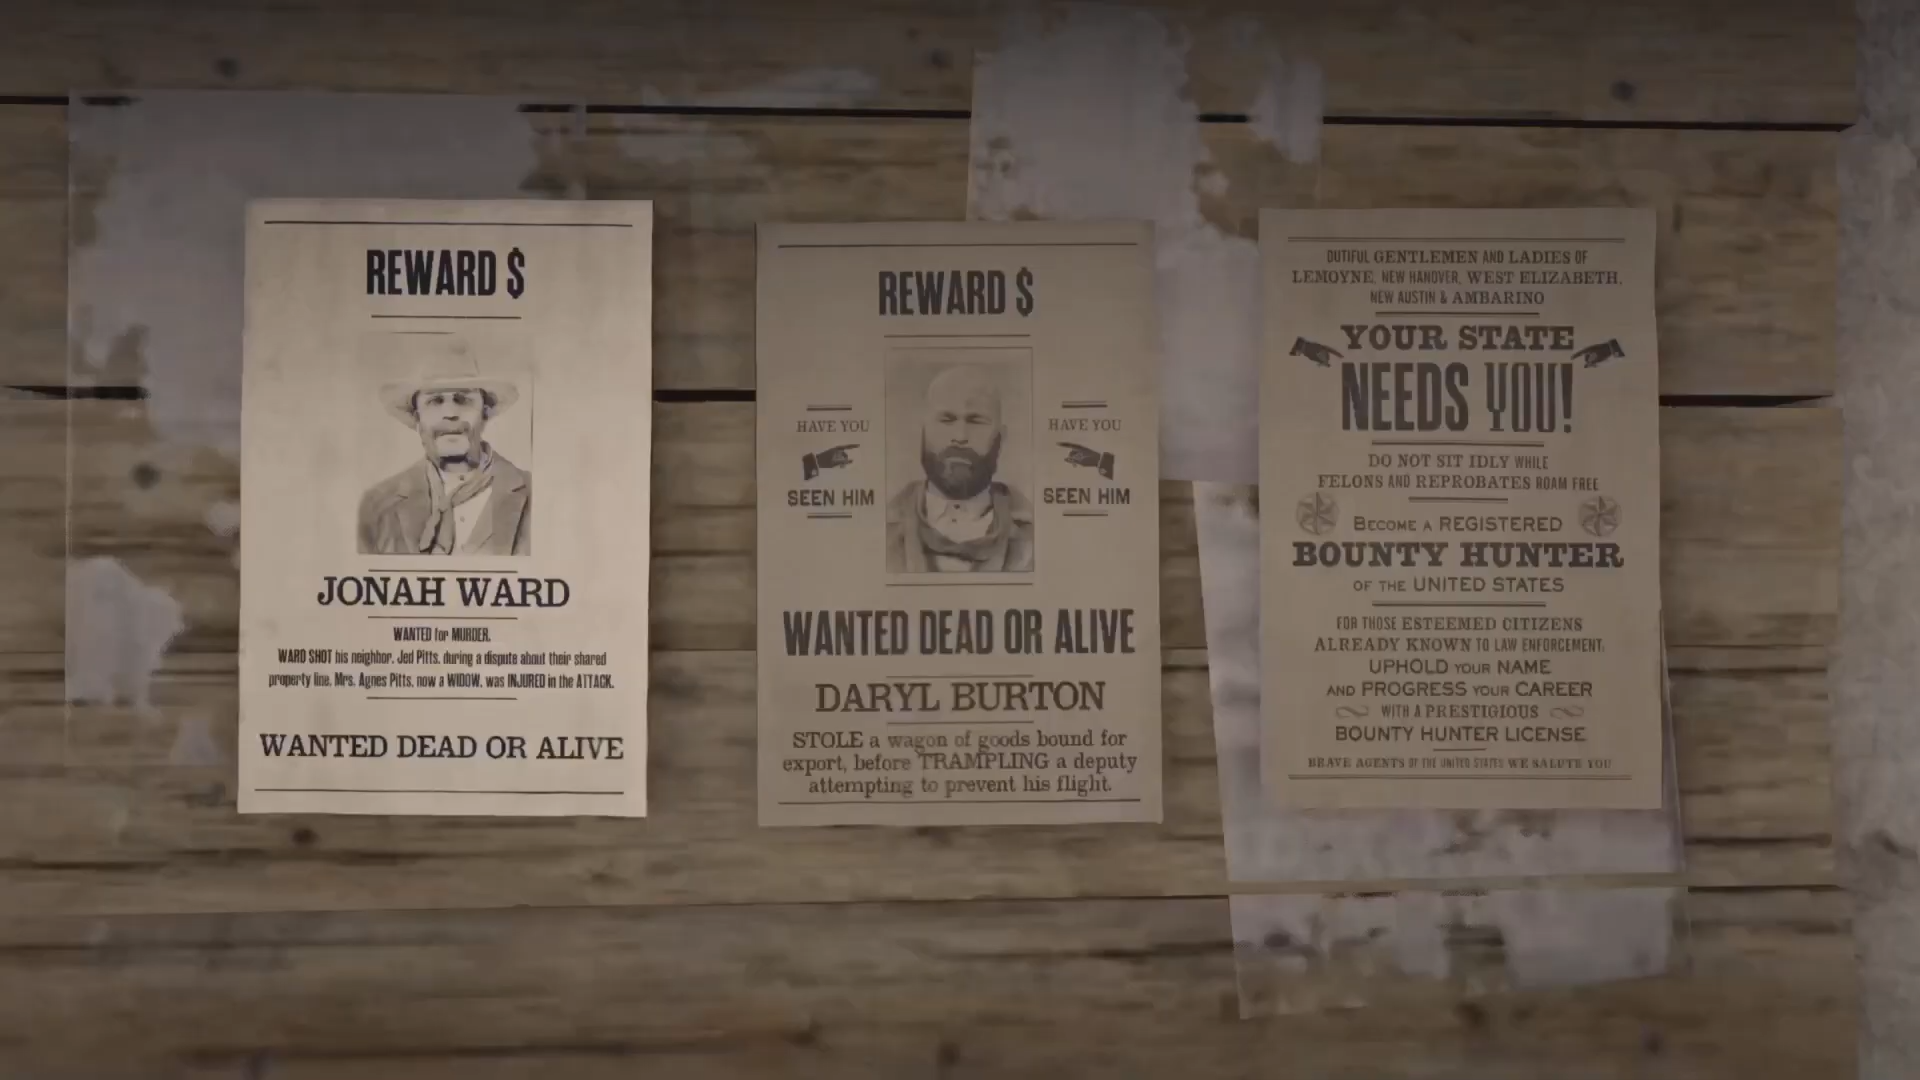 REWARD $
JONAH WARD
WANTED for MURDER.
WARD SHOT his neighbor, Jed Pitts, during a dispute about their shared
property line. Mrs. Agnes Pitts, now a WIDOW, was INJURED in the ATTACK.
WANTED DEAD OR ALIVE
REWARD $
HAVE YOU
SEEN HIM
HAVE YOU
SEEN HIM
WANTED DEAD OR ALIVE
DARYL BURTON
STOLE a wagon of goods bound for
export, before TRAMPLING a deputy
attempting to prevent his flight.
DUTIFUL GENTLEMEN AND LADIES OF
LEMOYNE, NEW HANOVER, WEST ELIZABETH,
NEW AUSTIN & AMBARINO
YOUR STATE
NEEDS YOU!
DO NOT SIT IDLY WHILE
FELONS AND REPROBATES ROAM FREE
BECOME A REGISTERED
BOUNTY HUNTER
OF THE UNITED STATES
FOR THOSE ESTEEMED CITIZENS
ALREADY KNOWN TO LAW ENFORCEMENT,
UPHOLD YOUR NAME
AND PROGRESS YOUR CAREER
WITH A PRESTIGIOUS
BOUNTY HUNTER LICENSE
BRAVE AGENTS OF THE UNITED STATES WE SALUTE YOU